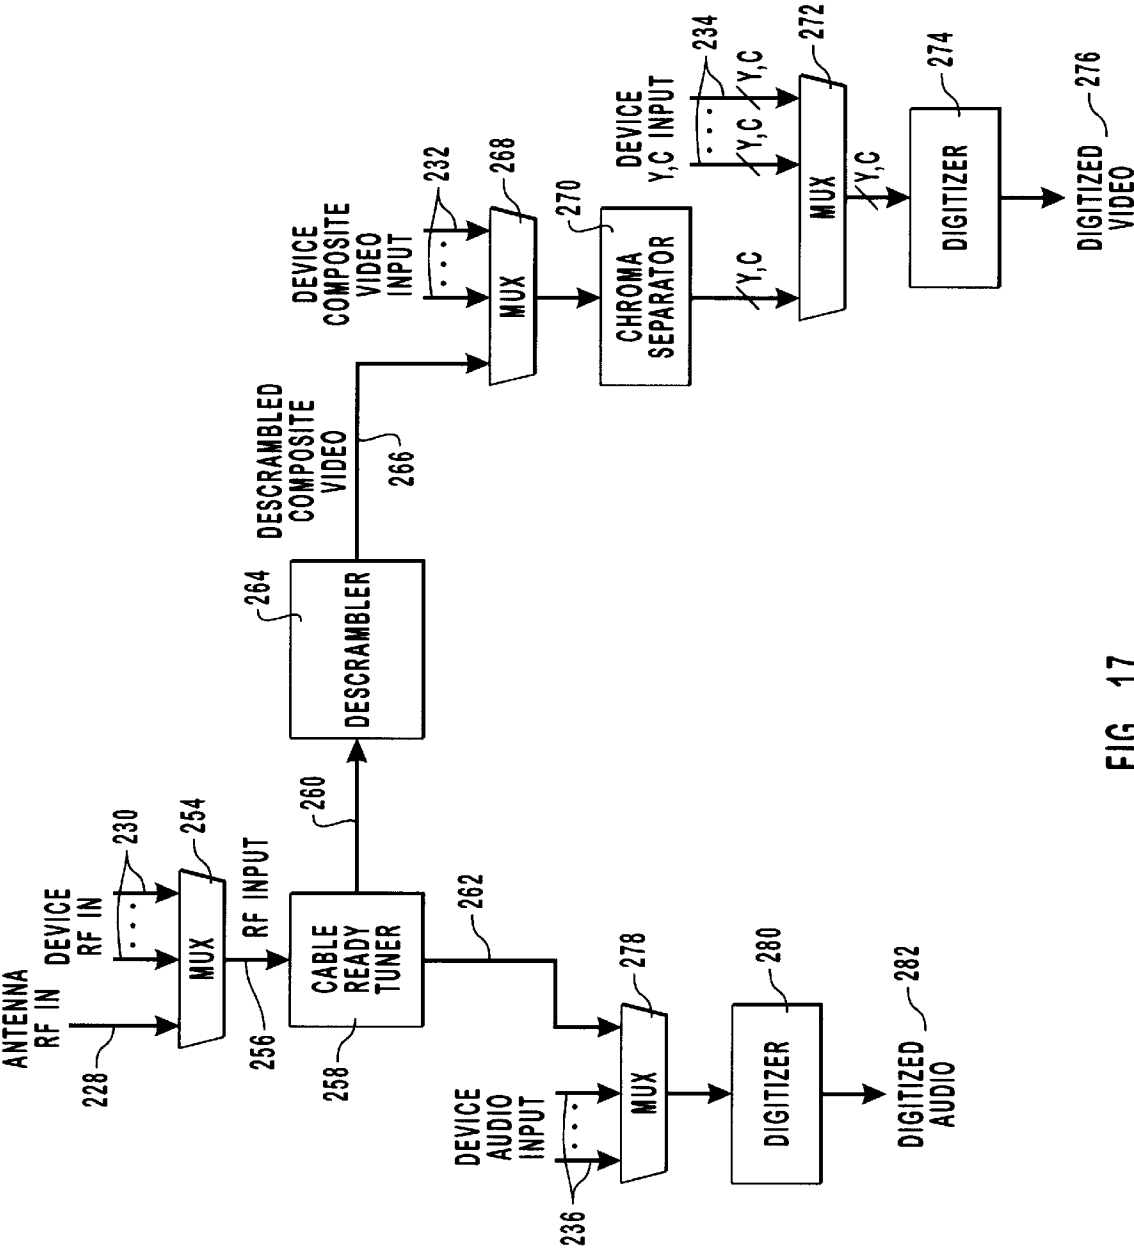 ANTENNA
RF IN
228
DEVICE
RF IN
230
MUX
254
256
RF INPUT
CABLE
READY
TUNER
258
260
262
DESCRAMBLER
264
DESCRAMBLED
COMPOSITE
VIDEO
266
DEVICE
COMPOSITE
VIDEO
INPUT
232
MUX
268
CHROMA
SEPARATOR
270
Y,C
DEVICE
Y,C INPUT
234
Y,C
Y,C
MUX
272
Y,C
DIGITIZER
274
DIGITIZED
VIDEO
276
DEVICE
AUDIO
INPUT
236
MUX
278
DIGITIZER
280
DIGITIZED
AUDIO
282
FIG. 17